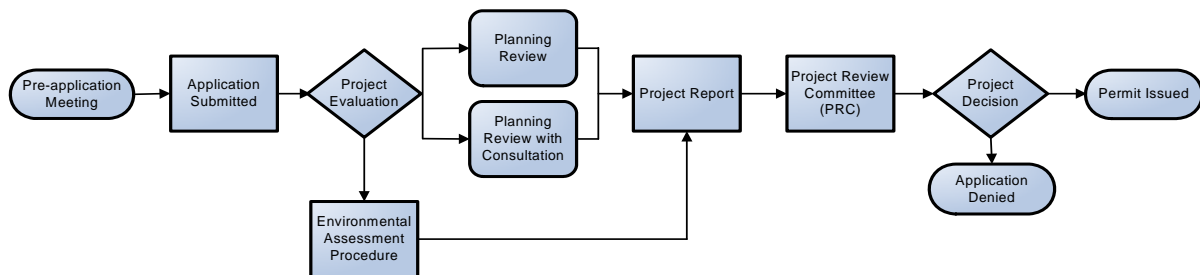 Pre-application
Meeting
Application
Submitted
Project
Evaluation
Planning
Review
Planning
Review with
Consultation
Environmental
Assessment
Procedure
Project Report
Project Review
Committee
(PRC)
Project
Decision
Permit Issued
Application
Denied